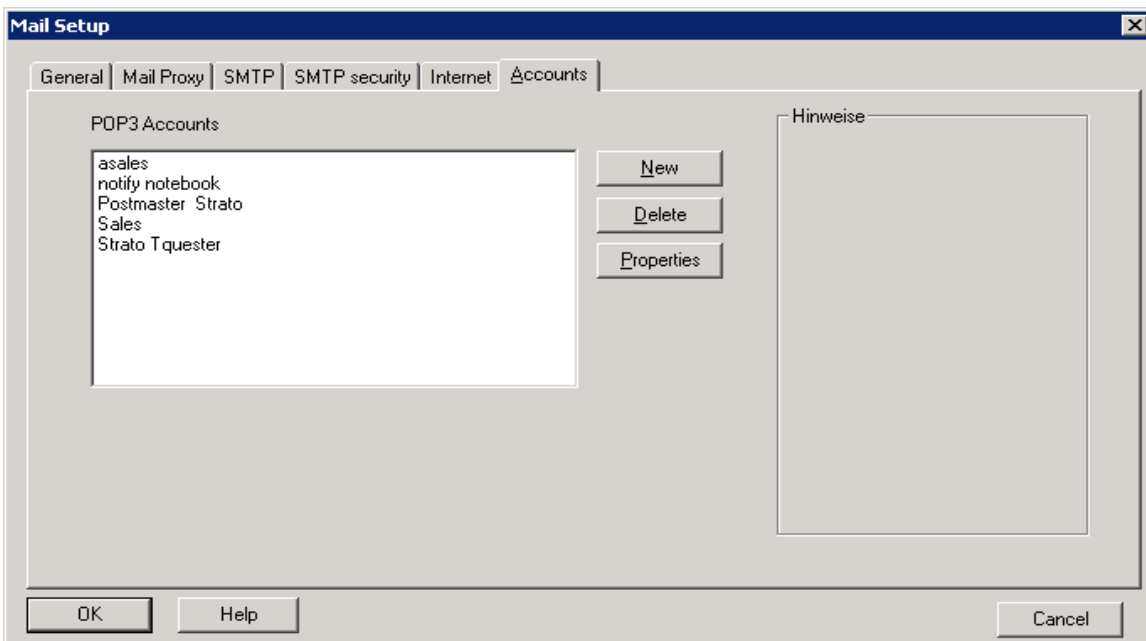 Mail Setup
General Mail Proxy SMTP SMTP security Internet Accounts
POP3 Accounts
asales
notify notebook
Postmaster Strato
Sales
Strato Tquester
New
Delete
Properties
Hinweise
OK Help Cancel